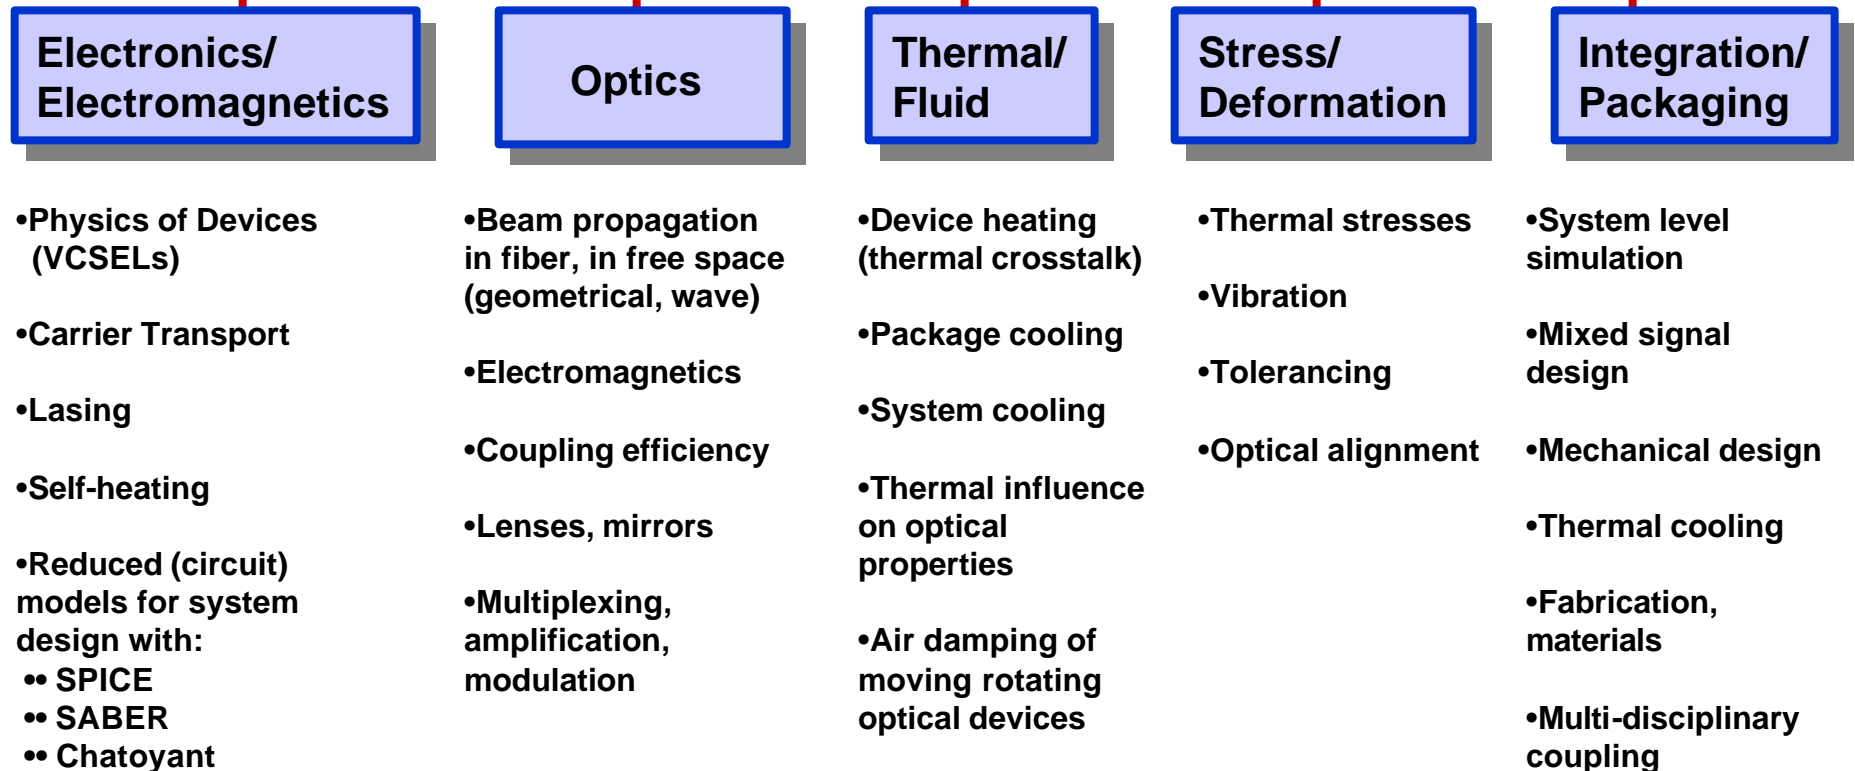 Electronics/
Electromagnetics
Optics
Thermal/
Fluid
Stress/
Deformation
Integration/
Packaging
•Physics of Devices
(VCSELs)
•Carrier Transport
•Lasing
•Self-heating
•Reduced (circuit)
models for system
design with:
•• SPICE
•• SABER
•• Chatoyant
•Beam propagation
in fiber, in free space
(geometrical, wave)
•Electromagnetics
•Coupling efficiency
•Lenses, mirrors
•Multiplexing,
amplification,
modulation
•Device heating
(thermal crosstalk)
•Package cooling
•System cooling
•Thermal influence
on optical
properties
•Air damping of
moving rotating
optical devices
•Thermal stresses
•Vibration
•Tolerancing
•Optical alignment
•System level
simulation
•Mixed signal
design
•Mechanical design
•Thermal cooling
•Fabrication,
materials
•Multi-disciplinary
coupling